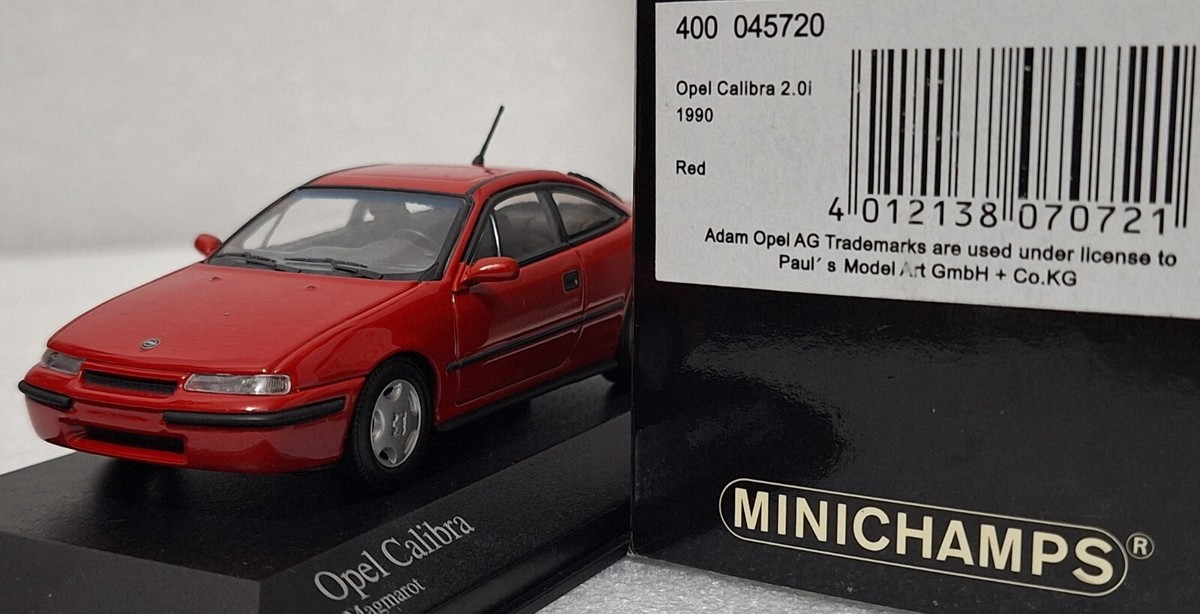 400 045720
Opel Calibra 2.0i
1990
Red
4 012138 070721
Adam Opel AG Trademarks are used under license to
Paul´s Model Art GmbH + Co.KG
MINICHAMPS®
Opel Calibra
Magmarot